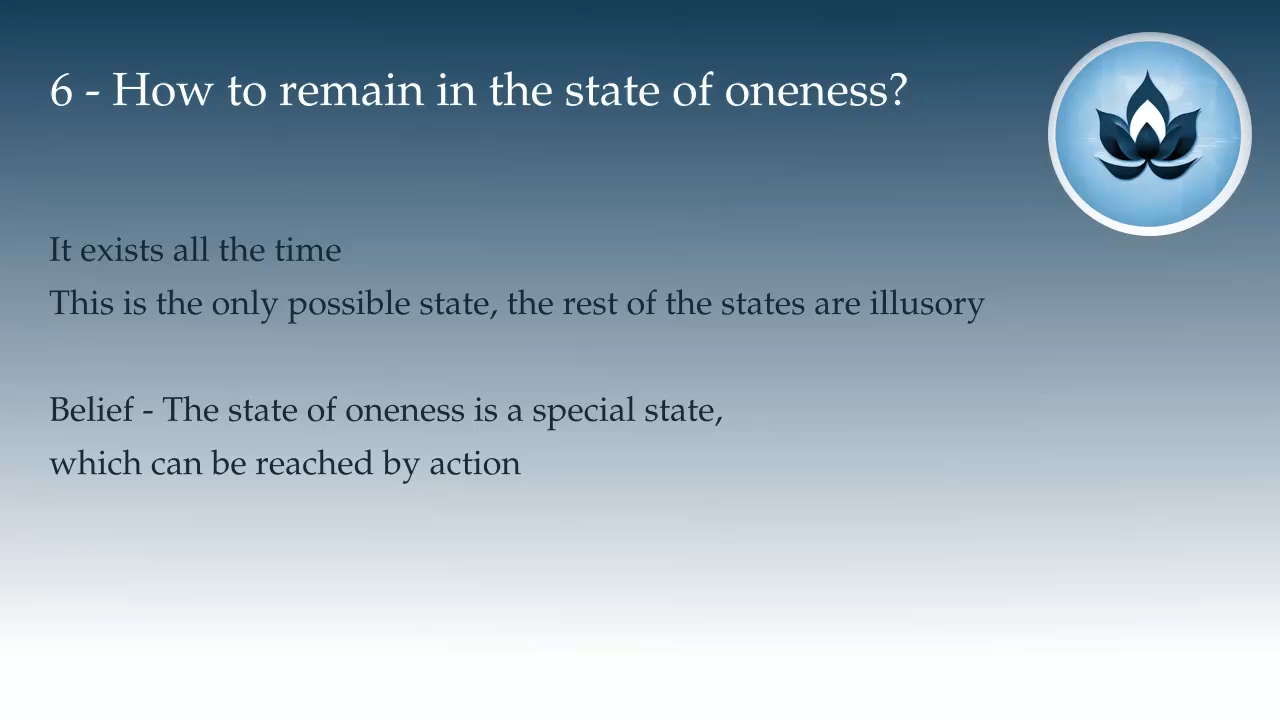 6 - How to remain in the state of oneness?
It exists all the time
This is the only possible state, the rest of the states are illusory
Belief - The state of oneness is a special state,
which can be reached by action